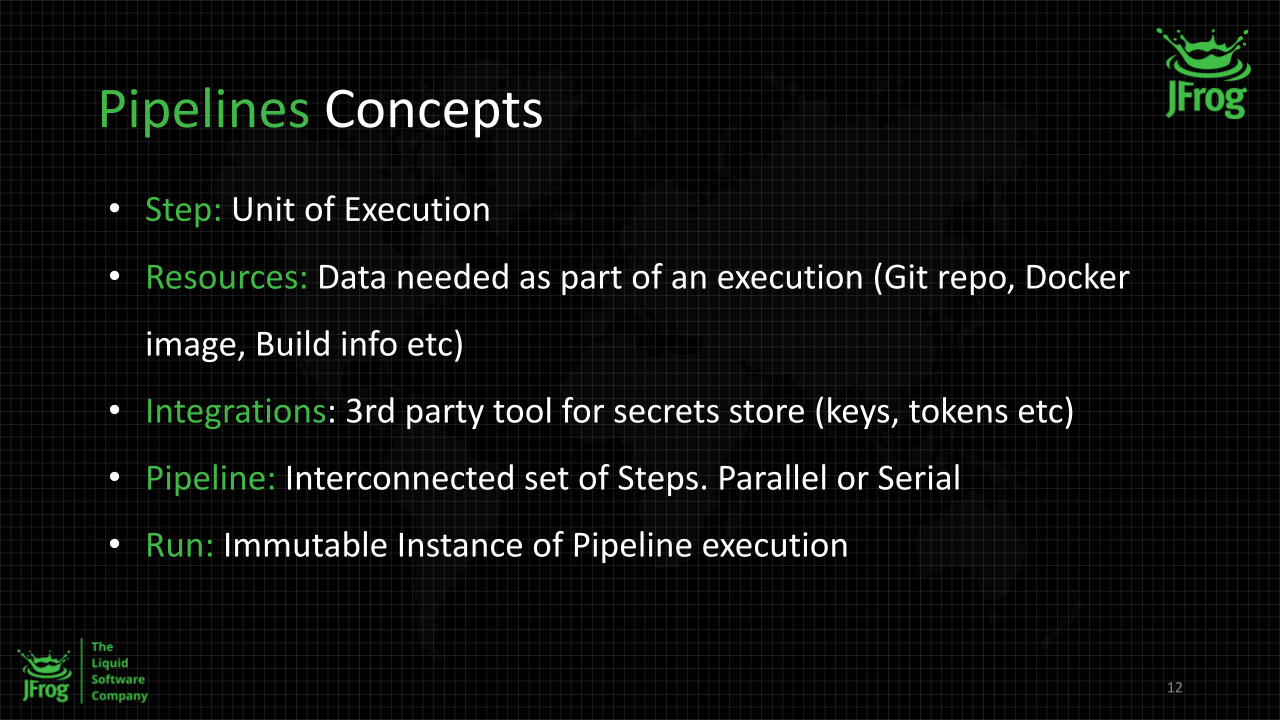 JFrog
Pipelines Concepts
• Step: Unit of Execution
• Resources: Data needed as part of an execution (Git repo, Docker
image, Build info etc)
• Integrations: 3rd party tool for secrets store (keys, tokens etc)
• Pipeline: Interconnected set of Steps. Parallel or Serial
• Run: Immutable Instance of Pipeline execution
JFrog
The
Liquid
Software
Company
12